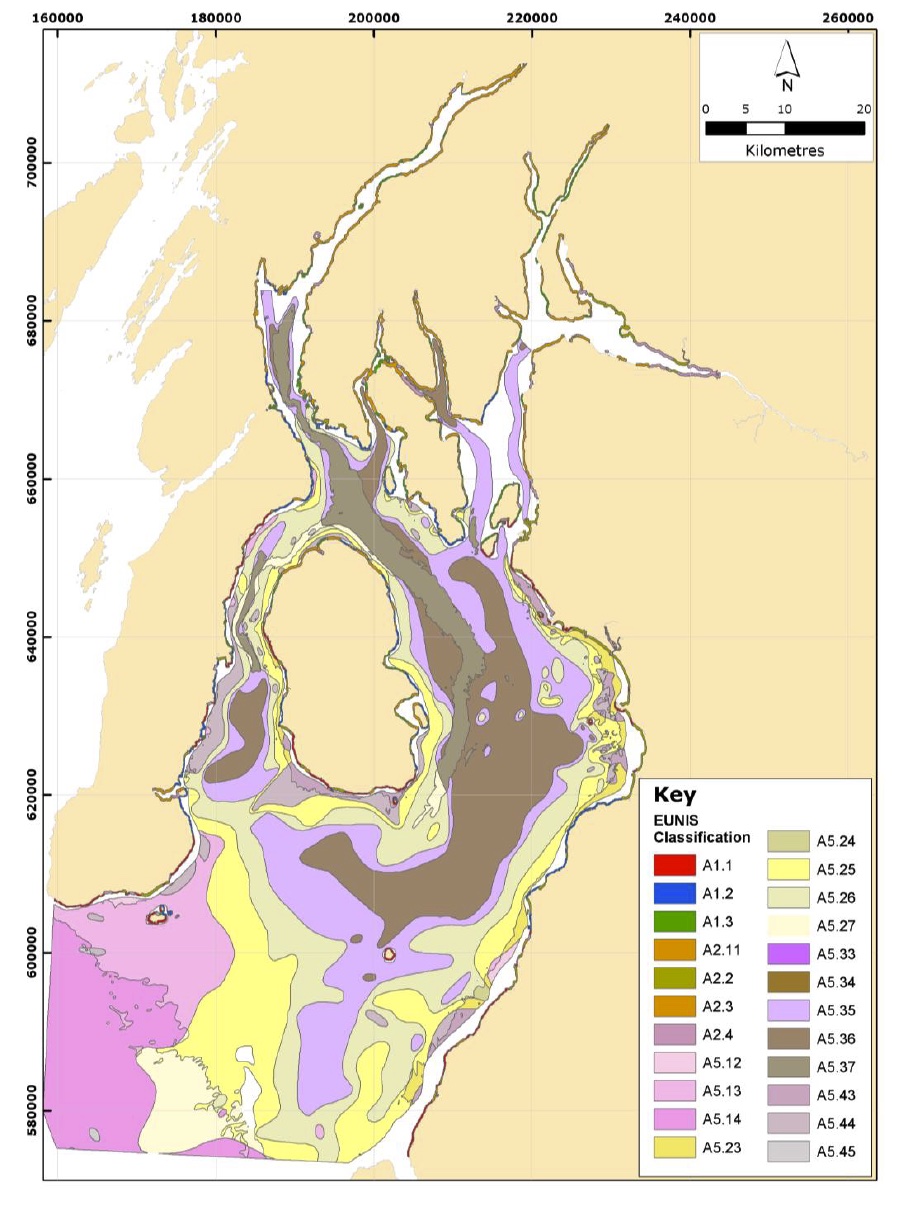 160000 180000 200000 220000 240000 260000
N
0 5 10 20
Kilometres
700000
680000
660000
640000
620000
600000
580000
Key
EUNIS
Classification
A1.1
A1.2
A1.3
A2.11
A2.2
A2.3
A2.4
A5.12
A5.13
A5.14
A5.23
A5.24
A5.25
A5.26
A5.27
A5.33
A5.34
A5.35
A5.36
A5.37
A5.43
A5.44
A5.45